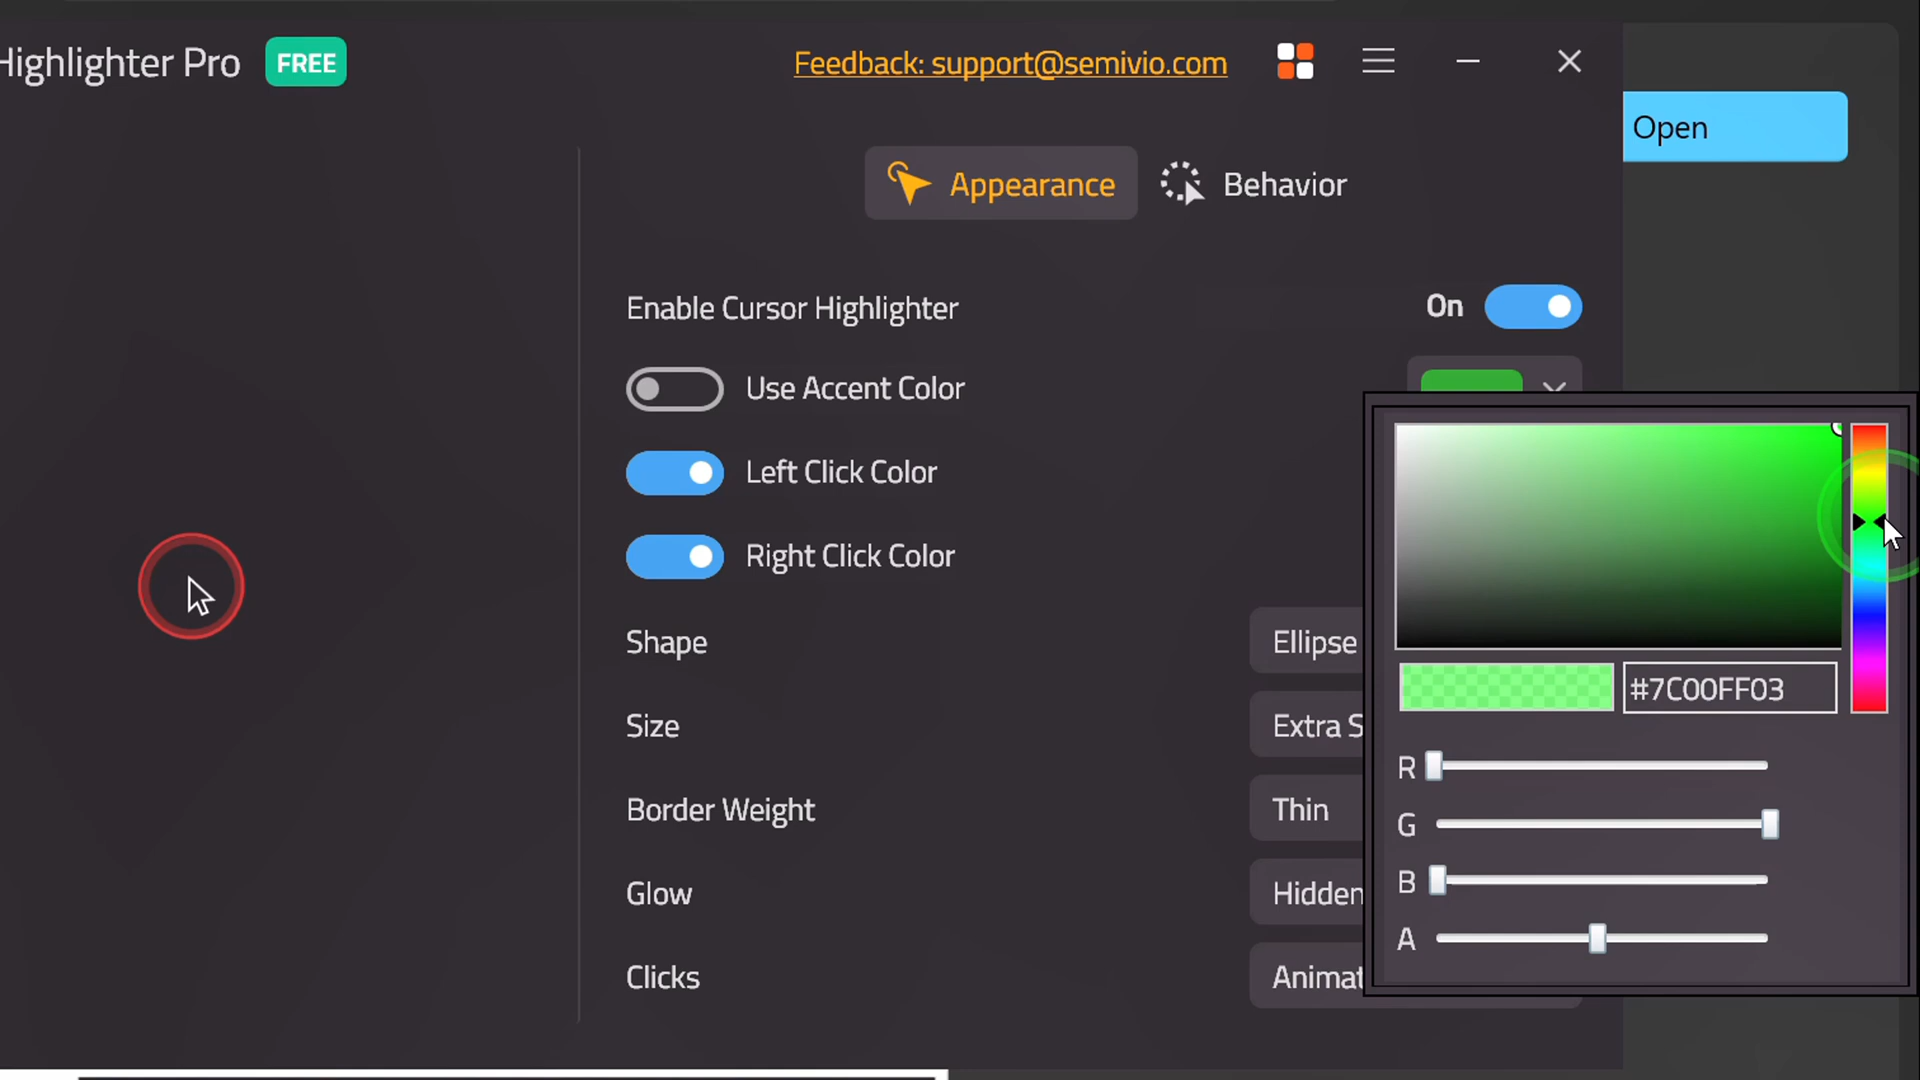 Highlighter Pro FREE
Feedback: support@semivio.com
Open
Appearance Behavior
Enable Cursor Highlighter On
Use Accent Color
Left Click Color
Right Click Color
Shape Ellipse
Size Extra S
#7C00FF03
Border Weight Thin
R
G
B
A
Glow Hidden
Clicks Animat